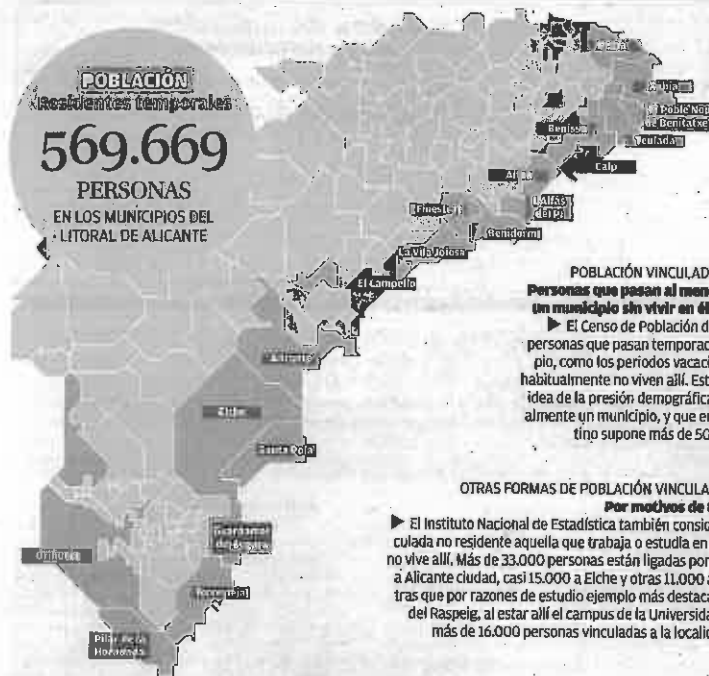 POBLACIÓN
Residentes temporales
569.669
PERSONAS
EN LOS MUNICIPIOS DEL
LITORAL DE ALICANTE
Xàbia
El Poble Nou
de Benitatxell
Benissa
Teulada
Calp
Altea
L'Alfàs
del Pi
Finestrat
Benidorm
La Vila Joiosa
El Campello
Alicante
Elche
Santa Pola
Guardamar
del Segura
Orihuela
Torrevieja
Pilar de la
Horadada
POBLACIÓN VINCULAD
Personas que pasan al men
un municipio sin vivir en él
▶ El Censo de Población d
personas que pasan temporad
pio, como los periodos vacaci
habitualmente no viven allí. Est
idea de la presión demográfica
almente un municipio, y que e
tino supone más de 50
OTRAS FORMAS DE POBLACIÓN VINCULA
Por motivos de
▶ El Instituto Nacional de Estadística también consid
culada no residente aquella que trabaja o estudia en
no vive allí. Más de 33.000 personas están ligadas por
a Alicante ciudad, casi 15.000 a Elche y otras 11.000 a
tras que por razones de estudio ejemplo más destaca
del Raspeig, al estar allí el campus de la Universida
más de 16.000 personas vinculadas a la localid